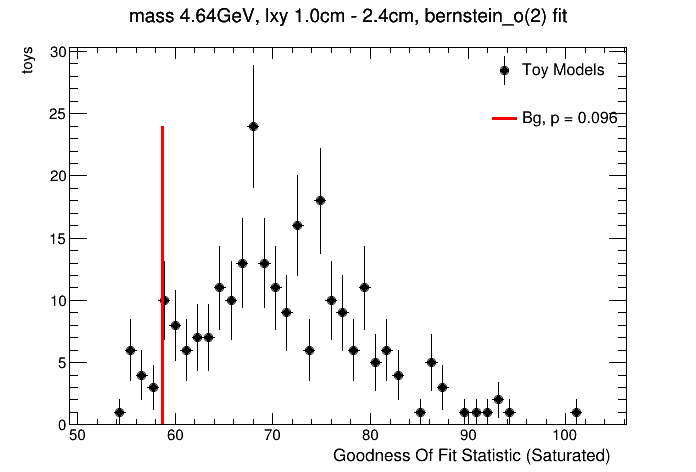 mass 4.64GeV, lxy 1.0cm - 2.4cm, bernstein_o(2) fit
toys
30
25
20
15
10
5
0
Toy Models
Bg, p = 0.096
50 60 70 80 90 100
Goodness Of Fit Statistic (Saturated)